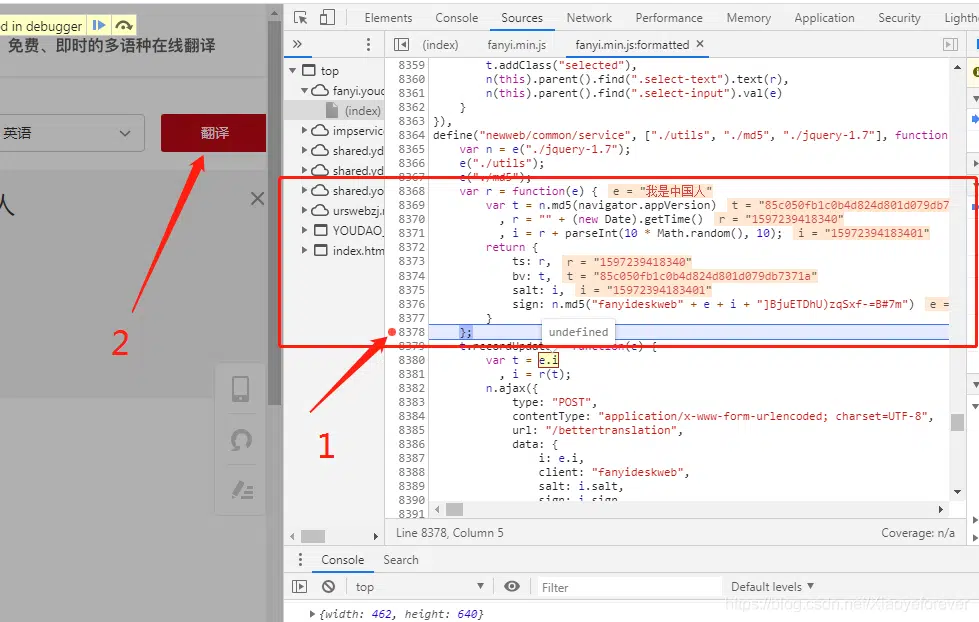 d in debugger
免费、即时的多语种在线翻译
英语
翻译
人
2
1
Elements Console Sources Network Performance Memory Application Security Lighth
(index) fanyi.min.js fanyi.min.js:formatted ×
top
fanyi.youd
(index)
impservice
shared.yd
shared.yd
shared.yo
urswebzj.
YOUDAO_
index.htm
8359 t.addClass("selected"),
8360 n(this).parent().find(".select-text").text(r),
8361 n(this).parent().find(".select-input").val(e)
8362 }
8363 }),
8364 define("newweb/common/service", ["./utils", "./md5", "./jquery-1.7"], function
8365 var n = e("./jquery-1.7");
8366 e("./utils");
8367 e("./md5");
8368 var r = function(e) { e = "我是中国人"
8369 var t = n.md5(navigator.appVersion) t = "85c050fb1c0b4d824d801d079db7
8370 , r = "" + (new Date).getTime() r = "1597239418340"
8371 , i = r + parseInt(10 * Math.random(), 10); i = "15972394183401"
8372 return {
8373 ts: r, r = "1597239418340"
8374 bv: t, t = "85c050fb1c0b4d824d801d079db7371a"
8375 salt: i, i = "15972394183401"
8376 sign: n.md5("fanyideskweb" + e + i + "]BjuETDhU)zqSxf-=B#7m") e =
8377 }
8378 };
undefined
8379 t.recordUpdate = function(e) {
8380 var t = e.i
8381 , i = r(t);
8382 n.ajax({
8383 type: "POST",
8384 contentType: "application/x-www-form-urlencoded; charset=UTF-8",
8385 url: "/bettertranslation",
8386 data: {
8387 i: e.i,
8388 client: "fanyideskweb",
8389 salt: i.salt,
8390 sign: i.sign
8391
Line 8378, Column 5 Coverage: n/a
Console Search
top Filter Default levels
{width: 462, height: 640}
https://blog.csdn.net/Xiaoyeforever